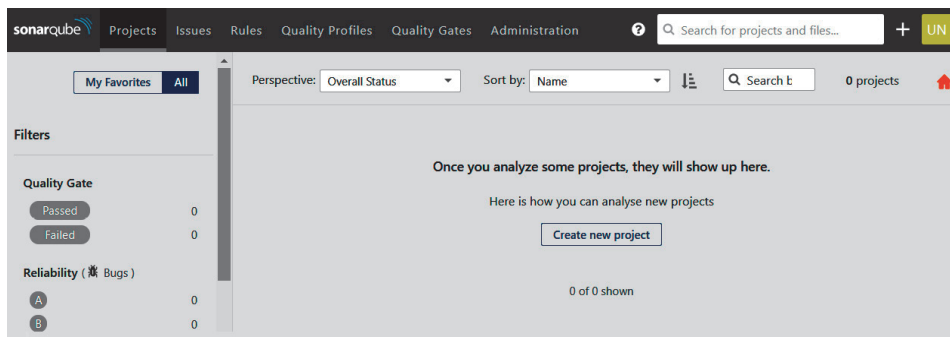 sonarqube Projects Issues Rules Quality Profiles Quality Gates Administration ? Search for projects and files... + UN
My Favorites All
Perspective: Overall Status Sort by: Name Search b 0 projects
Filters
Quality Gate
Passed 0
Failed 0
Reliability ( Bugs )
A 0
B 0
Once you analyze some projects, they will show up here.
Here is how you can analyse new projects
Create new project
0 of 0 shown